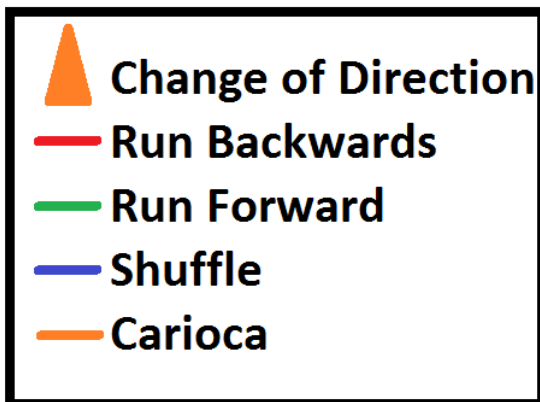 Change of Direction
Run Backwards
Run Forward
Shuffle
Carioca